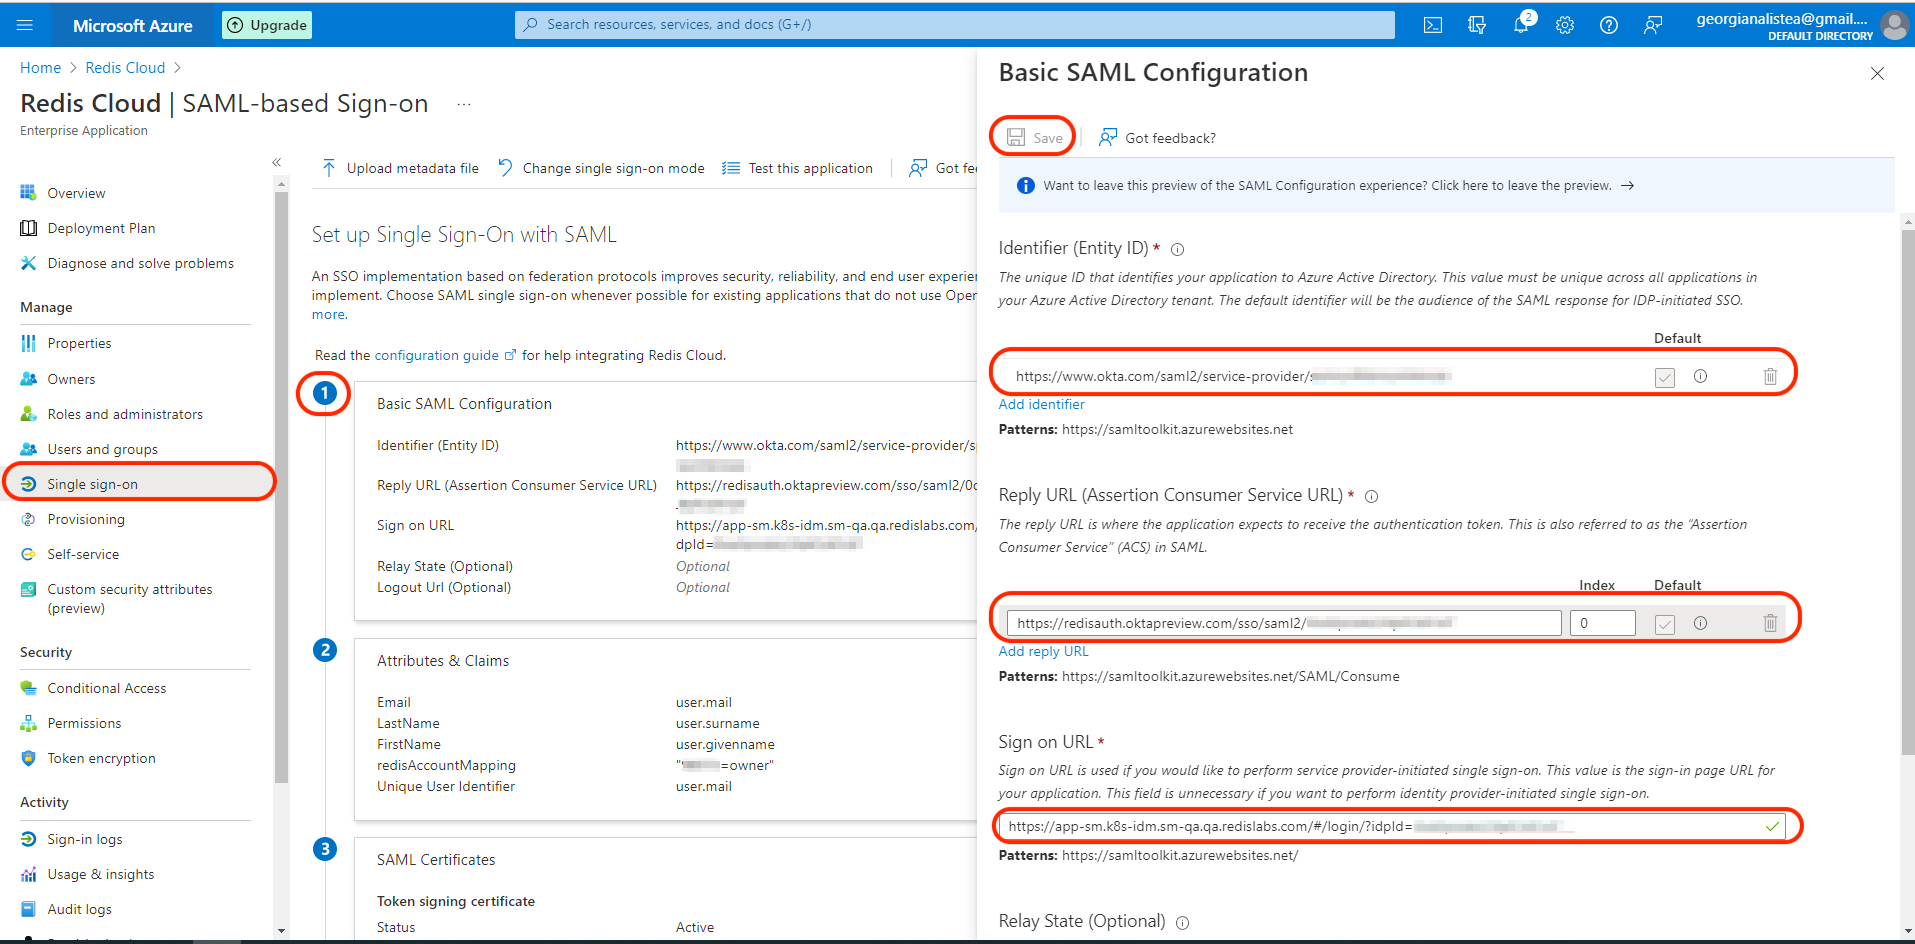 Microsoft Azure
Upgrade
Search resources, services, and docs (G+/)
2
georgianalistea@gmail....
DEFAULT DIRECTORY
Home > Redis Cloud >
Redis Cloud | SAML-based Sign-on ...
Enterprise Application
«
Overview
Deployment Plan
Diagnose and solve problems
Manage
Properties
Owners
Roles and administrators
Users and groups
Single sign-on
Provisioning
Self-service
Custom security attributes
(preview)
Security
Conditional Access
Permissions
Token encryption
Activity
Sign-in logs
Usage & insights
Audit logs
Upload metadata file
Change single sign-on mode
Test this application
Got fe
Set up Single Sign-On with SAML
An SSO implementation based on federation protocols improves security, reliability, and end user experien
implement. Choose SAML single sign-on whenever possible for existing applications that do not use Open
more.
Read the configuration guide for help integrating Redis Cloud.
1
Basic SAML Configuration
Identifier (Entity ID) https://www.okta.com/saml2/service-provider/sp
Reply URL (Assertion Consumer Service URL) https://redisauth.oktapreview.com/sso/saml2/0o
Sign on URL https://app-sm.k8s-idm.sm-qa.qa.redislabs.com/
dpId=
Relay State (Optional) Optional
Logout Url (Optional) Optional
2
Attributes & Claims
Email user.mail
LastName user.surname
FirstName user.givenname
redisAccountMapping "=owner"
Unique User Identifier user.mail
3
SAML Certificates
Token signing certificate
Status Active
Basic SAML Configuration
Save
Got feedback?
Want to leave this preview of the SAML Configuration experience? Click here to leave the preview. →
Identifier (Entity ID) *
The unique ID that identifies your application to Azure Active Directory. This value must be unique across all applications in
your Azure Active Directory tenant. The default identifier will be the audience of the SAML response for IDP-initiated SSO.
Default
https://www.okta.com/saml2/service-provider/
Add identifier
Patterns: https://samltoolkit.azurewebsites.net
Reply URL (Assertion Consumer Service URL) *
The reply URL is where the application expects to receive the authentication token. This is also referred to as the “Assertion
Consumer Service” (ACS) in SAML.
Index Default
https://redisauth.oktapreview.com/sso/saml2/ 0
Add reply URL
Patterns: https://samltoolkit.azurewebsites.net/SAML/Consume
Sign on URL *
Sign on URL is used if you would like to perform service provider-initiated single sign-on. This value is the sign-in page URL for
your application. This field is unnecessary if you want to perform identity provider-initiated single sign-on.
https://app-sm.k8s-idm.sm-qa.qa.redislabs.com/#/login/?idpId=
Patterns: https://samltoolkit.azurewebsites.net/
Relay State (Optional)